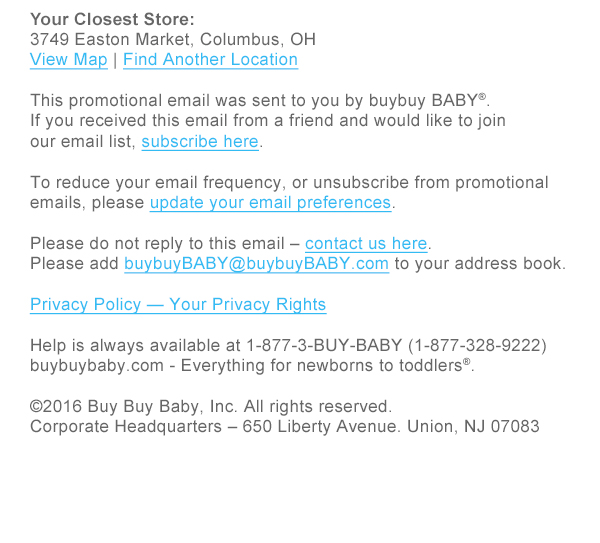 Your Closest Store:
3749 Easton Market, Columbus, OH
View Map | Find Another Location
This promotional email was sent to you by buybuy BABY®.
If you received this email from a friend and would like to join
our email list, subscribe here.
To reduce your email frequency, or unsubscribe from promotional
emails, please update your email preferences.
Please do not reply to this email – contact us here.
Please add buybuyBABY@buybuyBABY.com to your address book.
Privacy Policy — Your Privacy Rights
Help is always available at 1-877-3-BUY-BABY (1-877-328-9222)
buybuybaby.com - Everything for newborns to toddlers®.
©2016 Buy Buy Baby, Inc. All rights reserved.
Corporate Headquarters – 650 Liberty Avenue. Union, NJ 07083